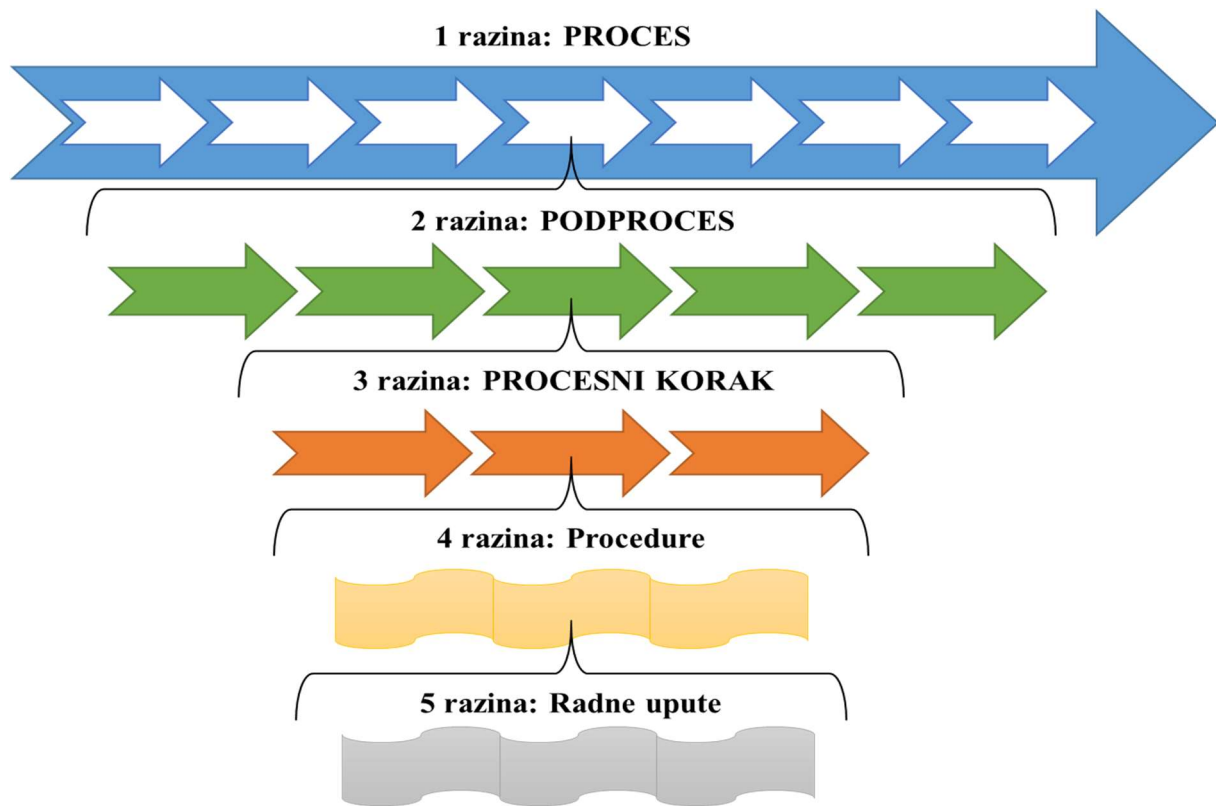 1 razina: PROCES
2 razina: PODPROCES
3 razina: PROCESNI KORAK
4 razina: Procedure
5 razina: Radne upute